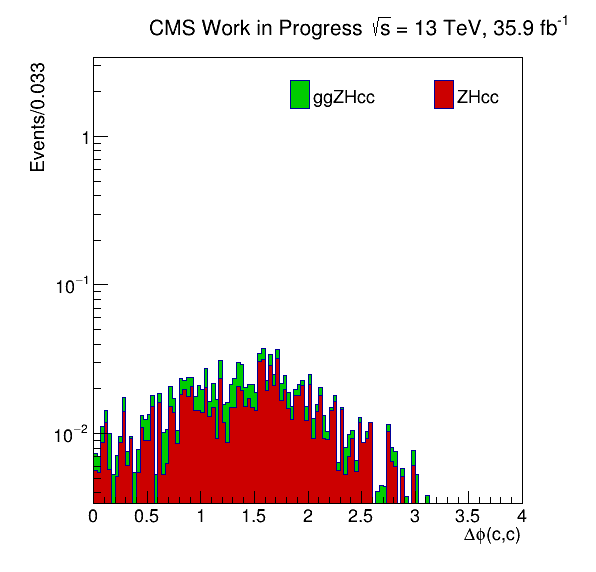 CMS Work in Progress √s = 13 TeV, 35.9 fb⁻¹
Events/0.033
ggZHcc ZHcc
1
10⁻¹
10⁻²
0 0.5 1 1.5 2 2.5 3 3.5 4
Δϕ(c,c)